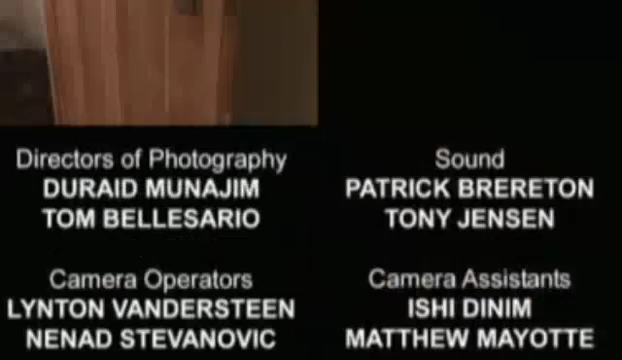 Directors of Photography
DURAID MUNAJIM
TOM BELLESARIO
Sound
PATRICK BRERETON
TONY JENSEN
Camera Operators
LYNTON VANDERSTEEN
NENAD STEVANOVIC
Camera Assistants
ISHI DINIM
MATTHEW MAYOTTE